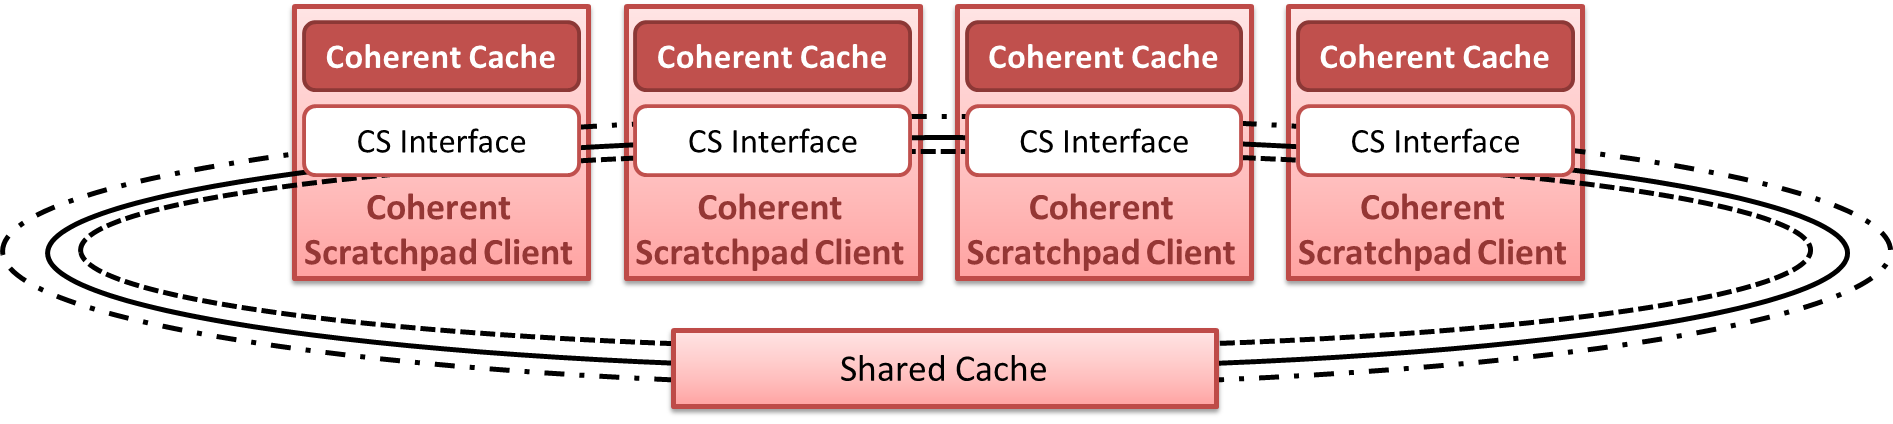 Coherent Cache
CS Interface
Coherent
Scratchpad Client
Coherent Cache
CS Interface
Coherent
Scratchpad Client
Coherent Cache
CS Interface
Coherent
Scratchpad Client
Coherent Cache
CS Interface
Coherent
Scratchpad Client
Shared Cache